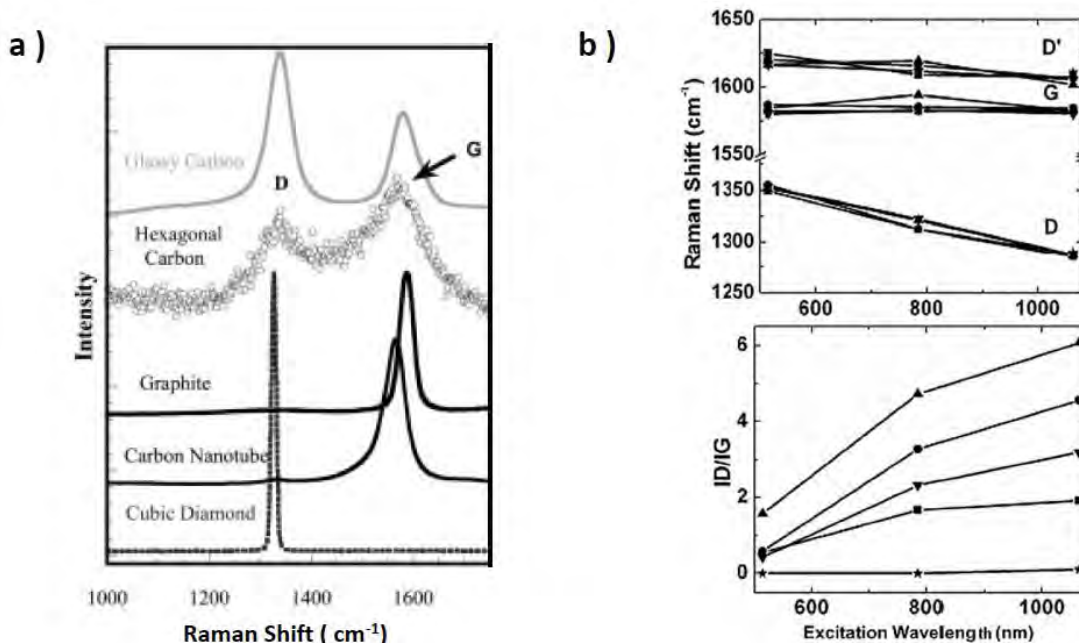 a )
Glassy Carbon
D
G
Hexagonal
Carbon
Graphite
Carbon Nanotube
Cubic Diamond
Intensity
1000
1200
1400
1600
Raman Shift ( cm-1)
b )
1650
1600
1550
1350
1300
1250
Raman Shift (cm-1)
D'
G
D
600
800
1000
6
4
2
0
ID/IG
600
800
1000
Excitation Wavelength (nm)